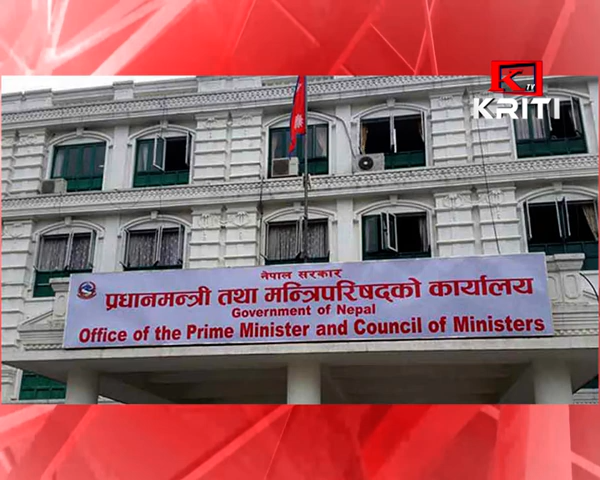 K
TV
KRITI
नेपाल सरकार
प्रधानमन्त्री तथा मन्त्रिपरिषद्को कार्यालय
Government of Nepal
Office of the Prime Minister and Council of Ministers